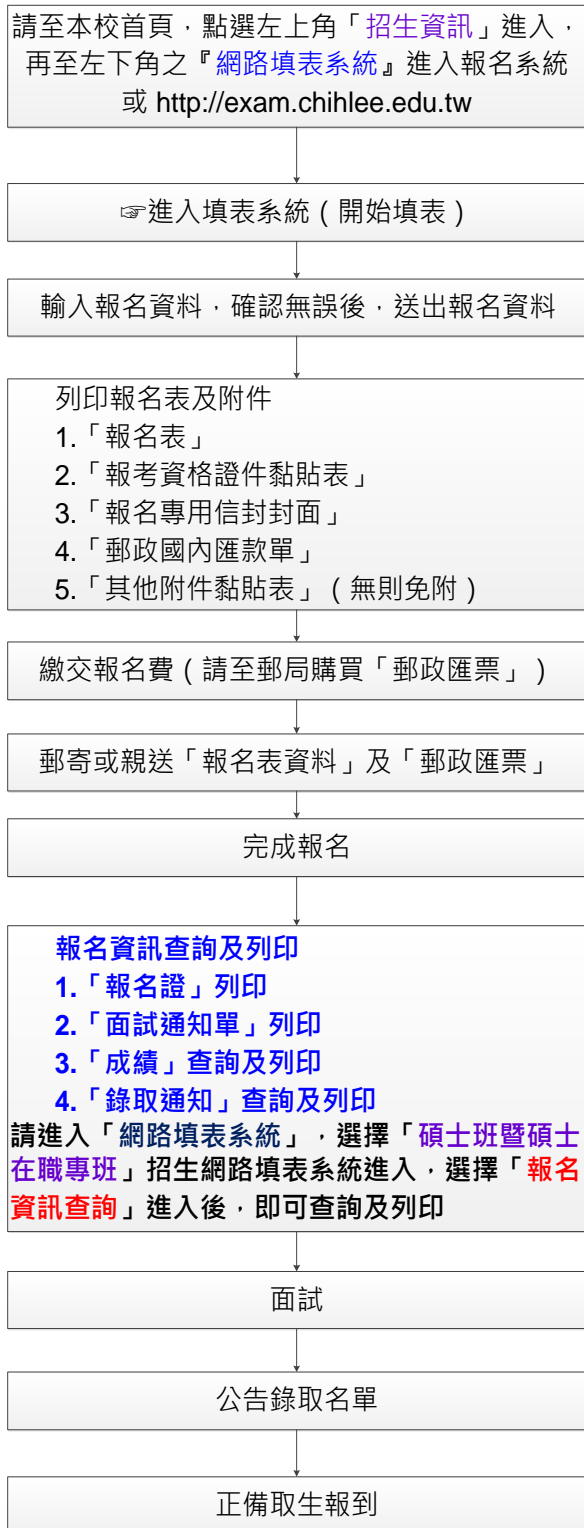 請至本校首頁，點選左上角「招生資訊」進入，
再至左下角之『網路填表系統』進入報名系統
或 http://exam.chihlee.edu.tw
☞進入填表系統（開始填表）
輸入報名資料，確認無誤後，送出報名資料
列印報名表及附件
1.「報名表」
2.「報考資格證件黏貼表」
3.「報名專用信封封面」
4.「郵政國內匯款單」
5.「其他附件黏貼表」（無則免附）
繳交報名費（請至郵局購買「郵政匯票」）
郵寄或親送「報名表資料」及「郵政匯票」
完成報名
報名資訊查詢及列印
1.「報名證」列印
2.「面試通知單」列印
3.「成績」查詢及列印
4.「錄取通知」查詢及列印
請進入「網路填表系統」，選擇「碩士班暨碩士
在職專班」招生網路填表系統進入，選擇「報名
資訊查詢」進入後，即可查詢及列印
面試
公告錄取名單
正備取生報到